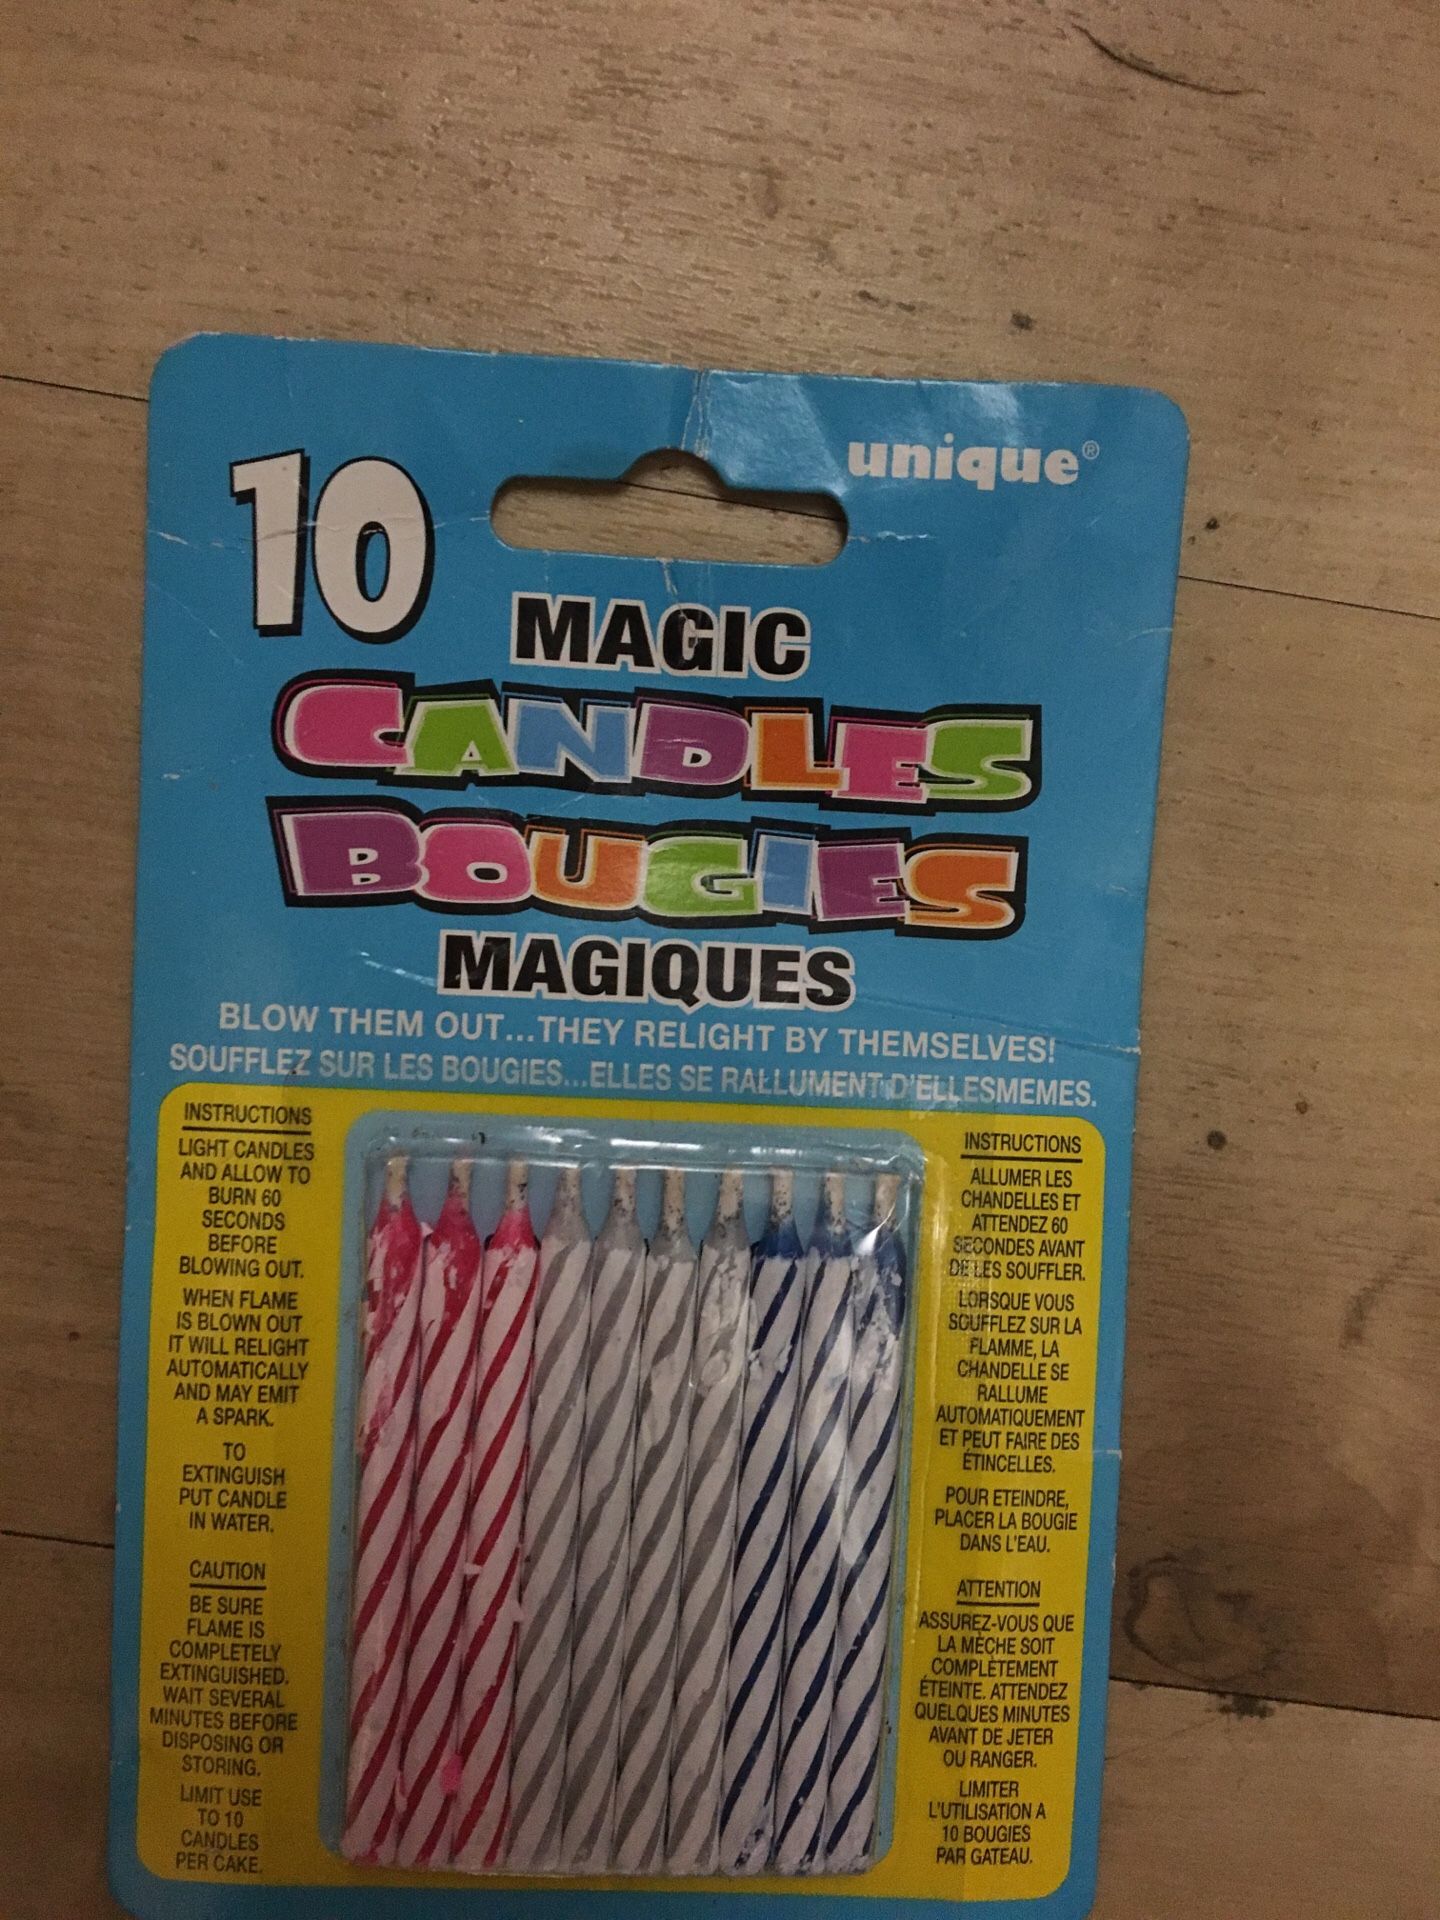 unique®
10
MAGIC
CANDLES
BOUGIES
MAGIQUES
BLOW THEM OUT...THEY RELIGHT BY THEMSELVES!
SOUFFLEZ SUR LES BOUGIES...ELLES SE RALLUMENT D'ELLESMEMES.
INSTRUCTIONS
LIGHT CANDLES
AND ALLOW TO
BURN 60
SECONDS
BEFORE
BLOWING OUT.
WHEN FLAME
IS BLOWN OUT
IT WILL RELIGHT
AUTOMATICALLY
AND MAY EMIT
A SPARK.
TO
EXTINGUISH
PUT CANDLE
IN WATER.
CAUTION
BE SURE
FLAME IS
COMPLETELY
EXTINGUISHED.
WAIT SEVERAL
MINUTES BEFORE
DISPOSING OR
STORING.
LIMIT USE
TO 10
CANDLES
PER CAKE.
INSTRUCTIONS
ALLUMER LES
CHANDELLES ET
ATTENDEZ 60
SECONDES AVANT
DE LES SOUFFLER.
LORSQUE VOUS
SOUFFLEZ SUR LA
FLAMME, LA
CHANDELLE SE
RALLUME
AUTOMATIQUEMENT
ET PEUT FAIRE DES
ÉTINCELLES.
POUR ETEINDRE,
PLACER LA BOUGIE
DANS L'EAU.
ATTENTION
ASSUREZ-VOUS QUE
LA MÈCHE SOIT
COMPLÈTEMENT
ÉTEINTE. ATTENDEZ
QUELQUES MINUTES
AVANT DE JETER
OU RANGER.
LIMITER
L'UTILISATION A
10 BOUGIES
PAR GATEAU.